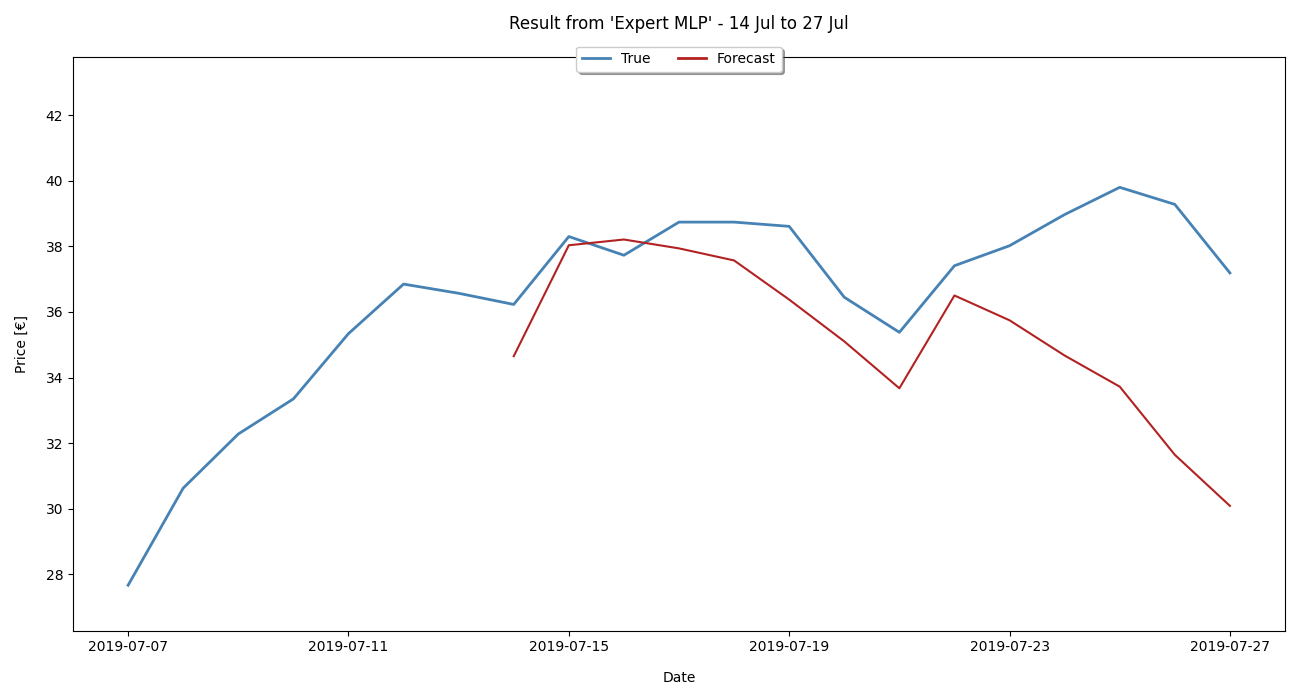 Result from 'Expert MLP' - 14 Jul to 27 Jul
True Forecast
42
40
38
36
34
32
30
28
Price [€]
2019-07-07 2019-07-11 2019-07-15 2019-07-19 2019-07-23 2019-07-27
Date